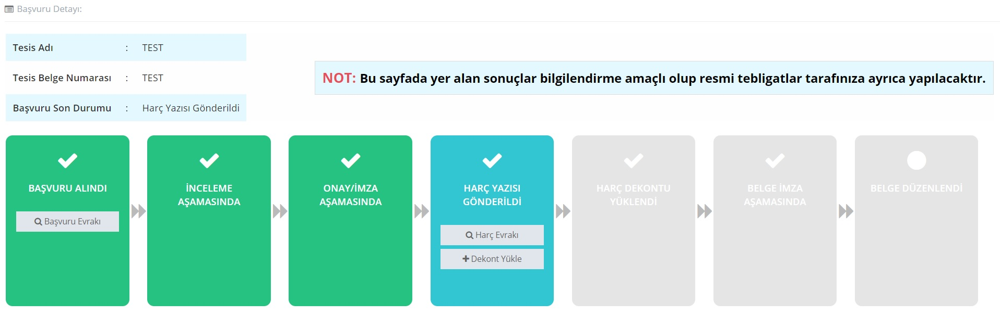 Başvuru Detayı:
Tesis Adı : TEST
Tesis Belge Numarası : TEST
NOT: Bu sayfada yer alan sonuçlar bilgilendirme amaçlı olup resmi tebligatlar tarafınıza ayrıca yapılacaktır.
Başvuru Son Durumu : Harç Yazısı Gönderildi
BAŞVURU ALINDI
Başvuru Evrakı
İNCELEME
AŞAMASINDA
ONAY/İMZA
AŞAMASINDA
HARÇ YAZISI
GÖNDERİLDİ
Harç Evrakı
Dekont Yükle
HARÇ DEKONTU
YÜKLENDİ
BELGE İMZA
AŞAMASINDA
BELGE DÜZENLENDİ